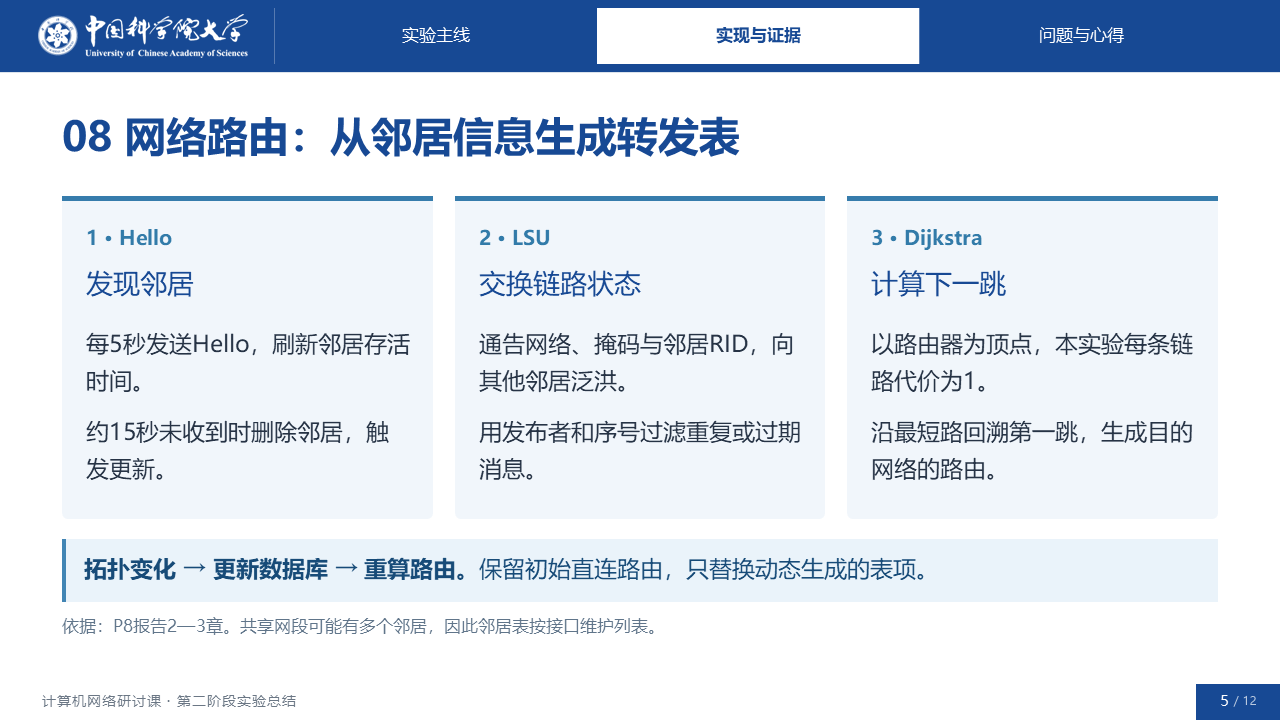 中国科学院大学
University of Chinese Academy of Sciences
实验主线
实现与证据
问题与心得
08 网络路由：从邻居信息生成转发表
1 • Hello
发现邻居
每5秒发送Hello，刷新邻居存活
时间。
约15秒未收到时删除邻居，触
发更新。
2 • LSU
交换链路状态
通告网络、掩码与邻居RID，向
其他邻居泛洪。
用发布者和序号过滤重复或过期
消息。
3 • Dijkstra
计算下一跳
以路由器为顶点，本实验每条链
路代价为1。
沿最短路回溯第一跳，生成目的
网络的路由。
拓扑变化 → 更新数据库 → 重算路由。保留初始直连路由，只替换动态生成的表项。
依据：P8报告2—3章。共享网段可能有多个邻居，因此邻居表按接口维护列表。
计算机网络研讨课 · 第二阶段实验总结
5 / 12